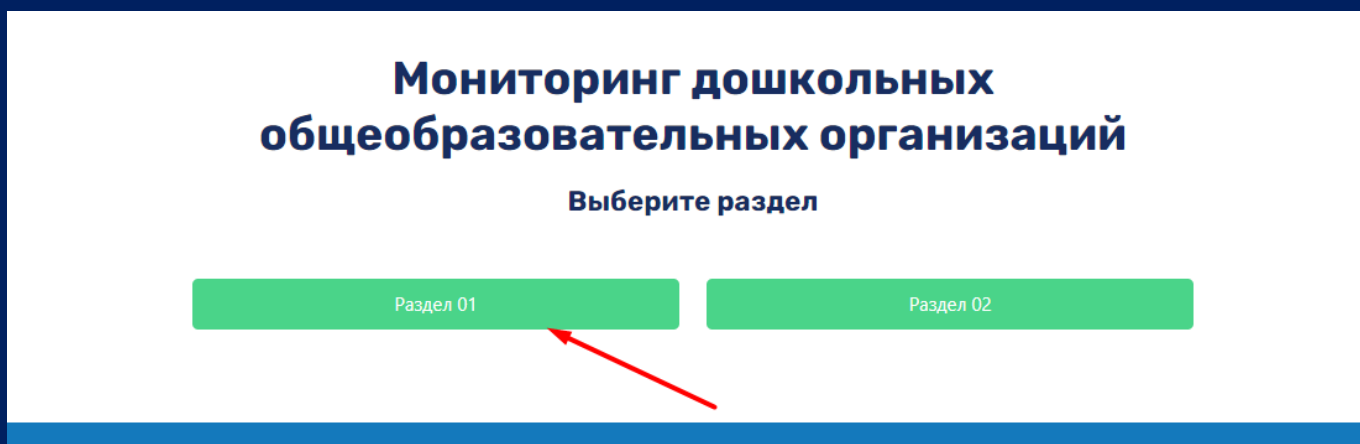 Мониторинг дошкольных
общеобразовательных организаций
Выберите раздел
Раздел 01
Раздел 02